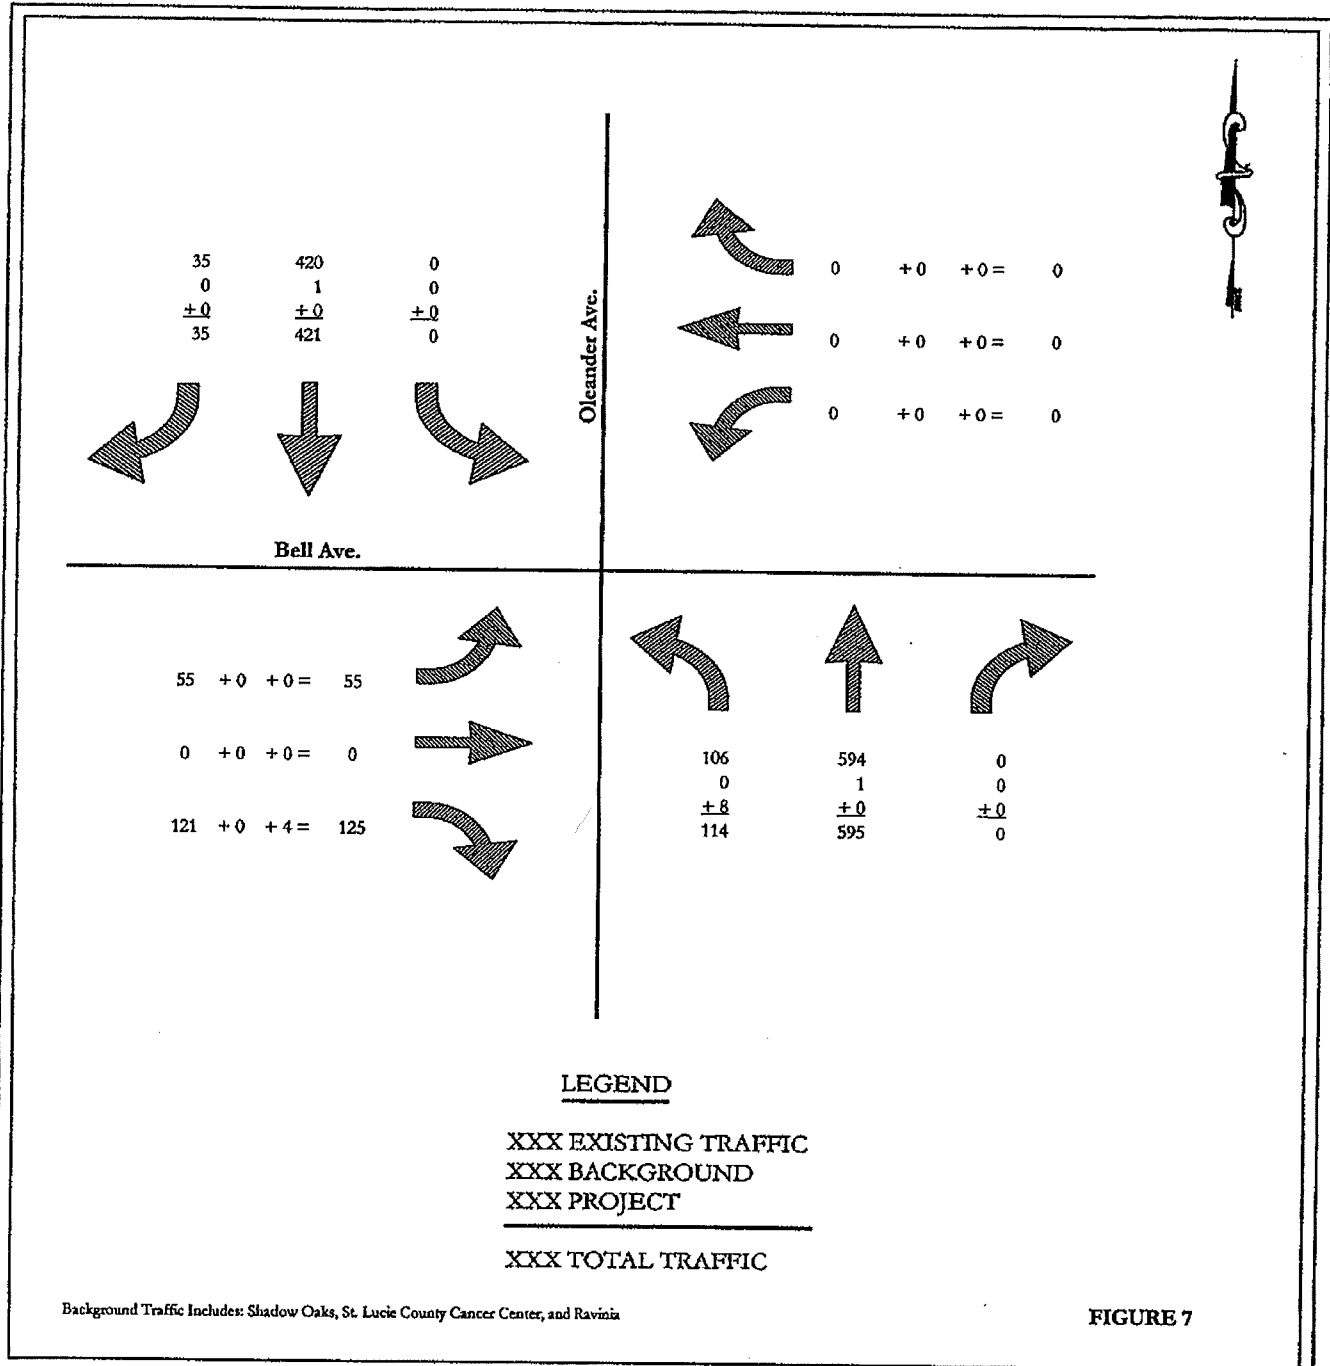 35 420 0
0 1 0
+0 +0 +0
35 421 0
Oleander Ave.
0 +0 +0= 0
0 +0 +0= 0
0 +0 +0= 0
Bell Ave.
55 +0 +0= 55
0 +0 +0= 0
121 +0 +4= 125
106 594 0
0 1 0
+8 +0 +0
114 595 0
LEGEND
XXX EXISTING TRAFFIC
XXX BACKGROUND
XXX PROJECT
XXX TOTAL TRAFFIC
Background Traffic Includes: Shadow Oaks, St. Lucie County Cancer Center, and Ravinia
FIGURE 7